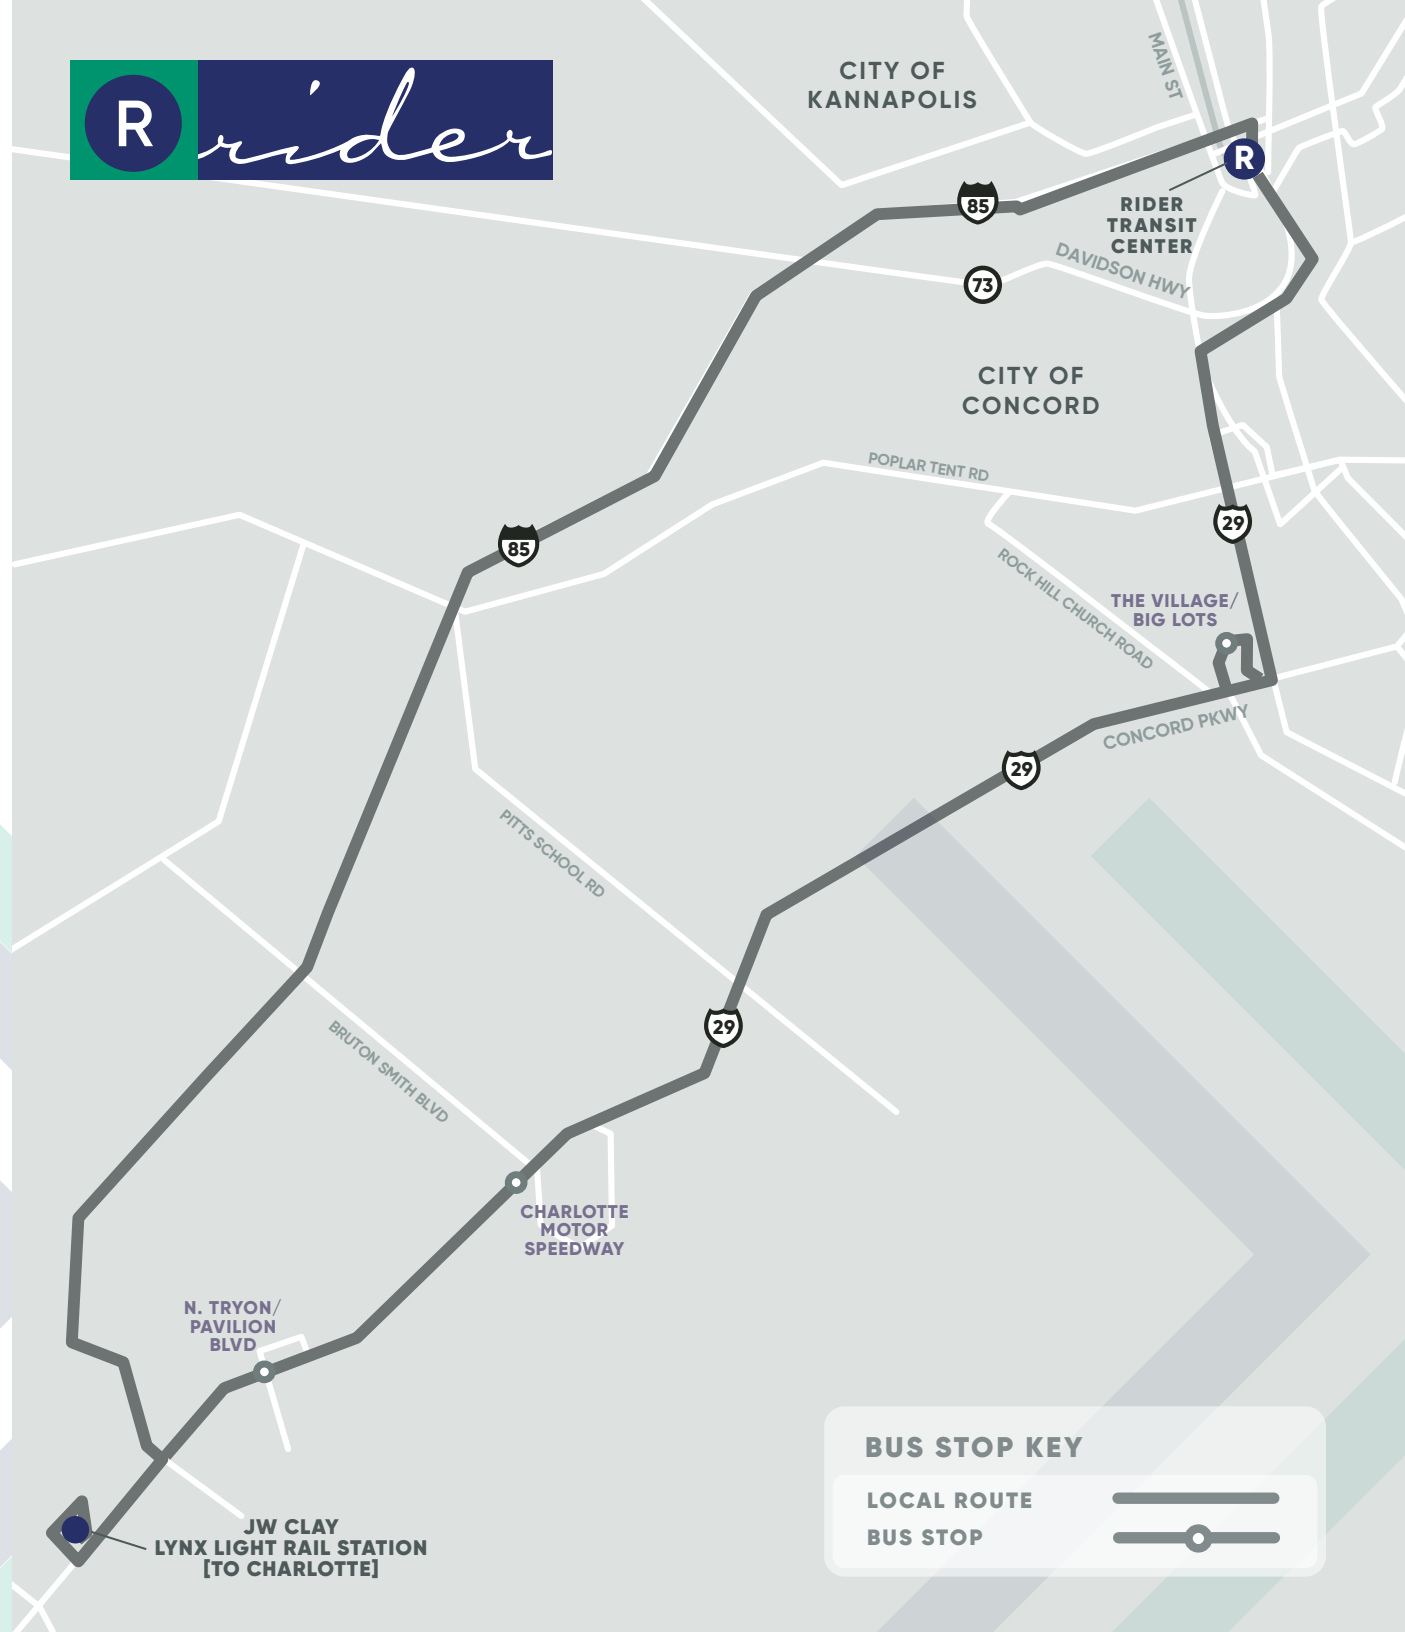 R rider
CITY OF
KANNAPOLIS
MAIN ST
R
85
RIDER
TRANSIT
CENTER
DAVIDSON HWY
73
CITY OF
CONCORD
POPLAR TENT RD
29
85
ROCK HILL CHURCH ROAD
THE VILLAGE/
BIG LOTS
CONCORD PKWY
29
PITTS SCHOOL RD
29
BRUTON SMITH BLVD
CHARLOTTE
MOTOR
SPEEDWAY
N. TRYON/
PAVILION
BLVD
BUS STOP KEY
LOCAL ROUTE
BUS STOP
JW CLAY
LYNX LIGHT RAIL STATION
[TO CHARLOTTE]